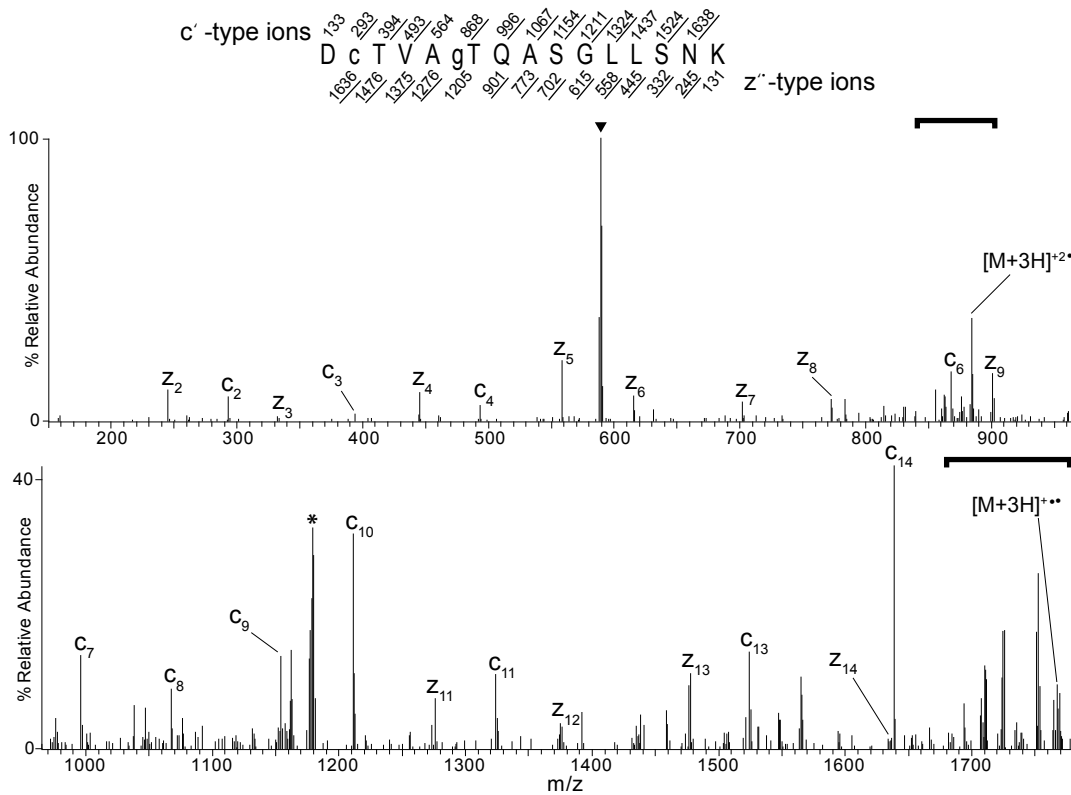 c′ -type ions 133 293 394 493 564 868 996 1067 1154 1211 1324 1437 1524 1638
D c T V A gT Q A S G L L S N K
1636 1476 1375 1276 1205 901 773 702 615 558 445 332 245 131 z′•-type ions
100
% Relative Abundance
0
z₂
c₂
z₃
c₃
z₄
c₄
z₅
z₆
z₇
z₈
c₆
[M+3H]⁺²•
z₉
200 300 400 500 600 700 800 900
40
% Relative Abundance
0
c₇
c₈
c₉
*
c₁₀
z₁₁
c₁₁
z₁₂
z₁₃
c₁₃
z₁₄
c₁₄
[M+3H]⁺••
1000 1100 1200 1300 1400 1500 1600 1700
m/z